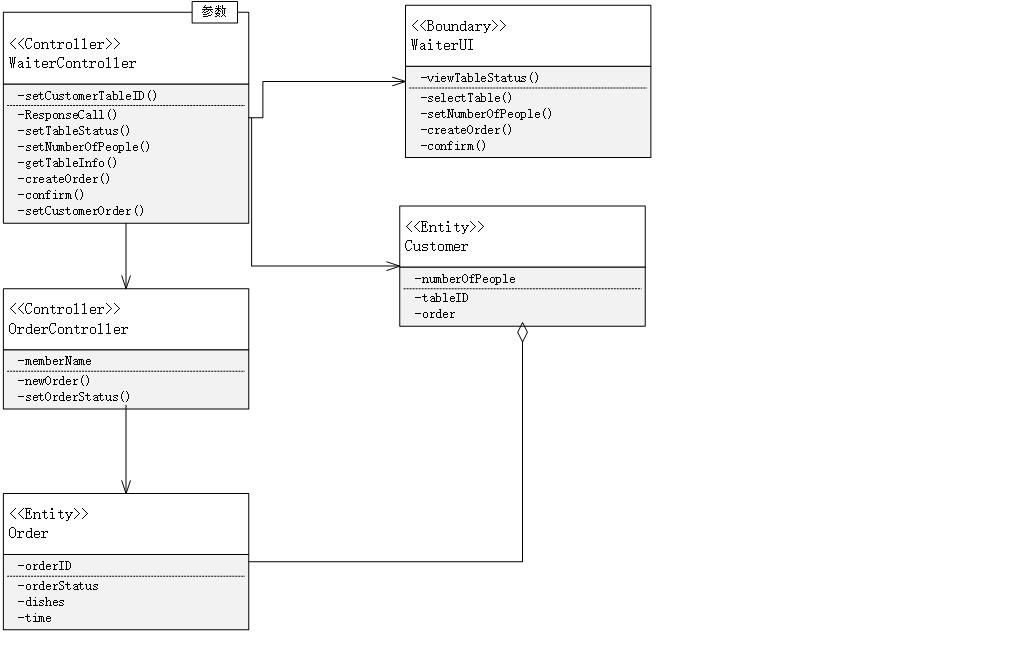 参数
<<Controller>>
WaiterController
-setCustomerTableID()
-ResponseCall()
-setTableStatus()
-setNumberOfPeople()
-getTableInfo()
-createOrder()
-confirm()
-setCustomerOrder()
<<Boundary>>
WaiterUI
-viewTableStatus()
-selectTable()
-setNumberOfPeople()
-createOrder()
-confirm()
<<Entity>>
Customer
-numberOfPeople
-tableID
-order
<<Controller>>
OrderController
-memberName
-newOrder()
-setOrderStatus()
<<Entity>>
Order
-orderID
-orderStatus
-dishes
-time